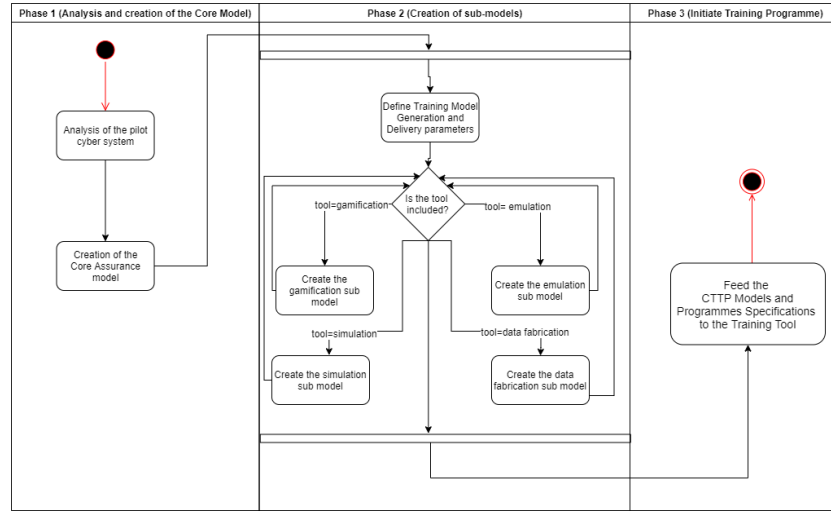 Phase 1 (Analysis and creation of the Core Model)
Phase 2 (Creation of sub-models)
Phase 3 (Initiate Training Programme)
Analysis of the pilot
cyber system
Creation of the
Core Assurance
model
Define Training Model
Generation and
Delivery parameters
Is the tool
included?
tool=gamification
tool= emulation
Create the
gamification sub
model
Create the emulation
sub model
tool=simulation
tool=data fabrication
Create the simulation
sub model
Create the data
fabrication sub model
Feed the
CTTP Models and
Programmes Specifications
to the Training Tool